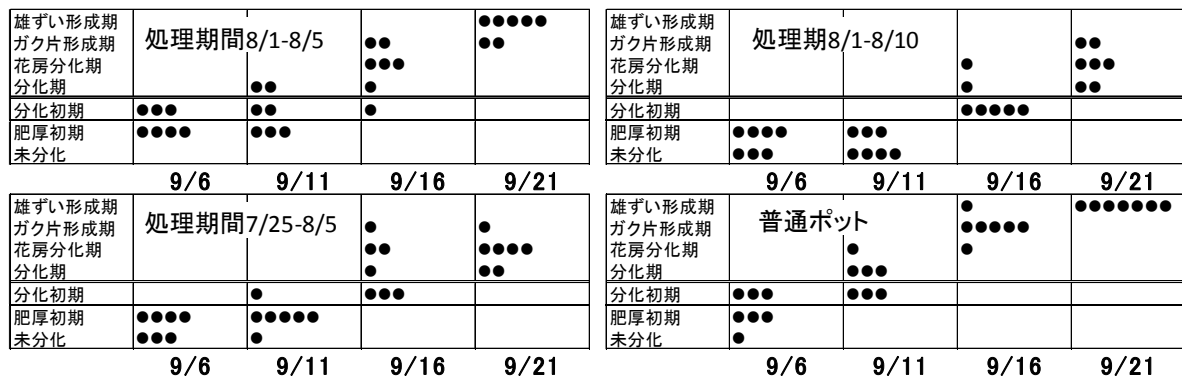 雄ずい形成期 ●●●●●
ガク片形成期 処理期間8/1-8/5 ●● ●●
花房分化期 ●●●
分化期 ●● ●
分化初期 ●●● ●● ●
肥厚初期 ●●●● ●●●
未分化
9/6 9/11 9/16 9/21
雄ずい形成期
ガク片形成期 処理期8/1-8/10 ●●
花房分化期 ● ●●●
分化期 ● ●●
分化初期 ●●●●●
肥厚初期 ●●●● ●●●
未分化 ●●● ●●●●
9/6 9/11 9/16 9/21
雄ずい形成期 処理期間7/25-8/5
ガク片形成期 ● ●
花房分化期 ●● ●●●●
分化期 ● ●●
分化初期 ● ●●●
肥厚初期 ●●●● ●●●●●
未分化 ●●● ●
9/6 9/11 9/16 9/21
雄ずい形成期 普通ポット ● ●●●●●●●
ガク片形成期 ●●●●●
花房分化期 ● ●
分化期 ●●●
分化初期 ●●● ●●●
肥厚初期 ●●●
未分化 ●
9/6 9/11 9/16 9/21